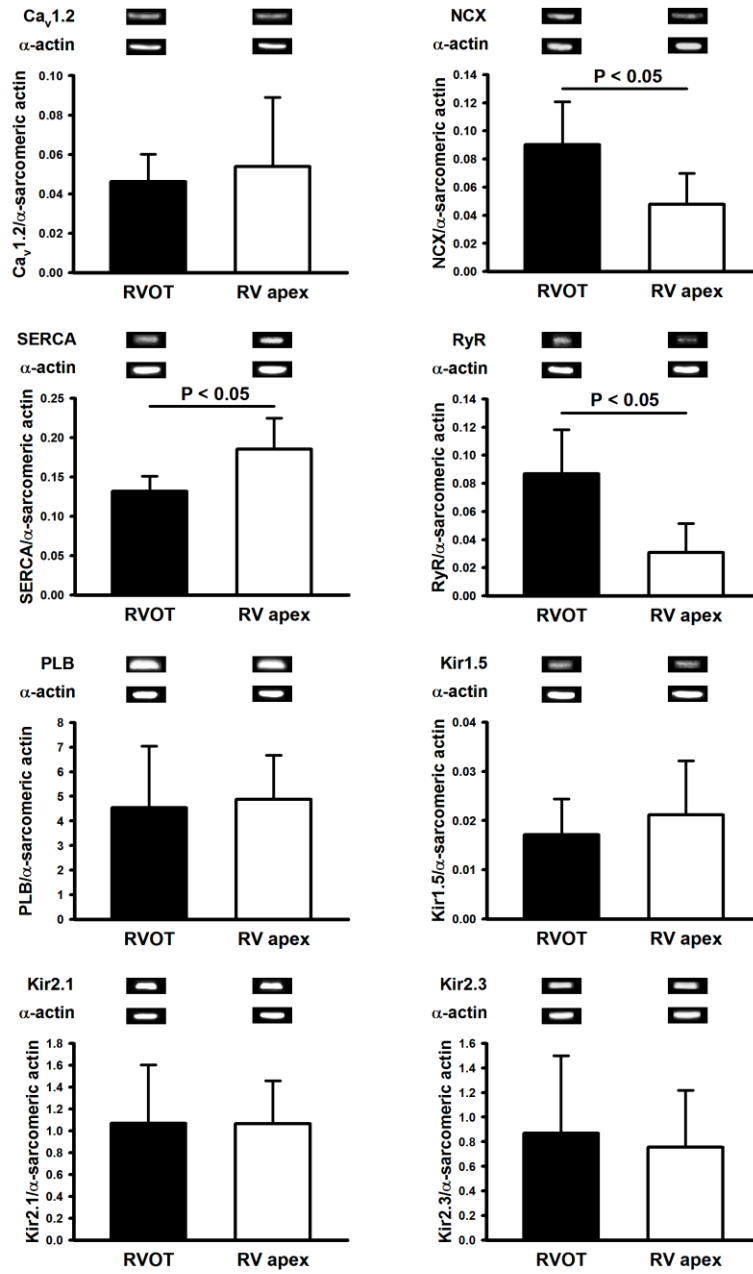 Cav1.2
α-actin
Cav1.2/α-sarcomeric actin
0.10
0.08
0.06
0.04
0.02
0.00
RVOT RV apex
NCX
α-actin
NCX/α-sarcomeric actin
P < 0.05
0.14
0.12
0.10
0.08
0.06
0.04
0.02
0.00
RVOT RV apex
SERCA
α-actin
SERCA/α-sarcomeric actin
P < 0.05
0.25
0.20
0.15
0.10
0.05
0.00
RVOT RV apex
RyR
α-actin
RyR/α-sarcomeric actin
P < 0.05
0.14
0.12
0.10
0.08
0.06
0.04
0.02
0.00
RVOT RV apex
PLB
α-actin
PLB/α-sarcomeric actin
8
7
6
5
4
3
2
1
0
RVOT RV apex
Kir1.5
α-actin
Kir1.5/α-sarcomeric actin
0.04
0.03
0.02
0.01
0.00
RVOT RV apex
Kir2.1
α-actin
Kir2.1/α-sarcomeric actin
1.8
1.6
1.4
1.2
1.0
0.8
0.6
0.4
0.2
0.0
RVOT RV apex
Kir2.3
α-actin
Kir2.3/α-sarcomeric actin
1.6
1.4
1.2
1.0
0.8
0.6
0.4
0.2
0.0
RVOT RV apex